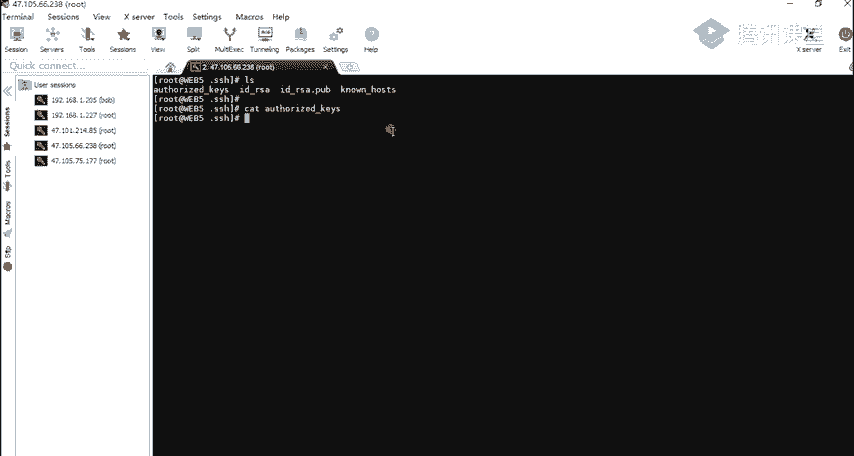 47.105.66.238 (root)
Terminal Sessions View X server Tools Settings Macros Help
Session Servers Tools Sessions View Split MultiExec Tunneling Packages Settings Help
X server Exit
腾讯课堂
Quick connect...
2. 47.105.66.238 (root)
User sessions
192.168.1.205 (bob)
192.168.1.227 (root)
47.101.214.85 (root)
47.105.66.238 (root)
47.105.75.177 (root)
Sessions
Tools
Macros
Sftp
[root@WEB5 .ssh]# ls
authorized_keys id_rsa id_rsa.pub known_hosts
[root@WEB5 .ssh]#
[root@WEB5 .ssh]# cat authorized_keys
[root@WEB5 .ssh]#